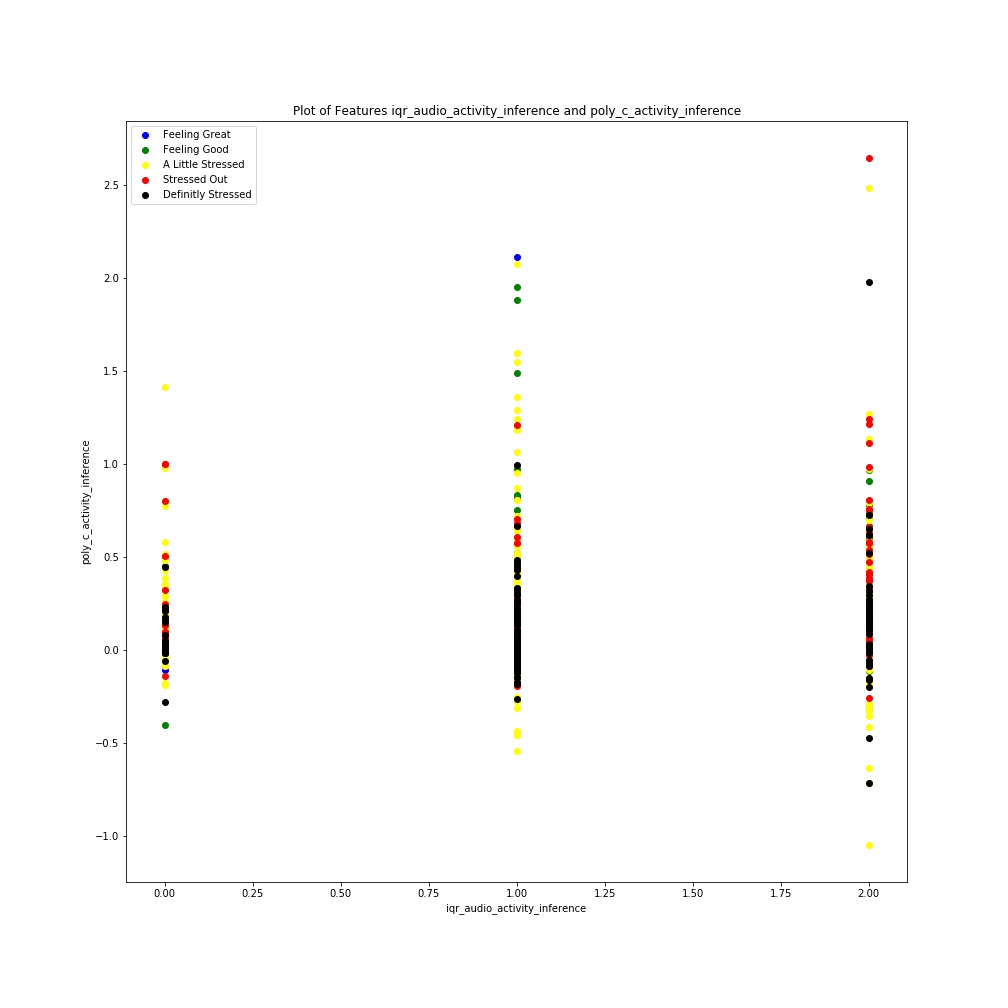 Plot of Features iqr_audio_activity_inference and poly_c_activity_inference
Feeling Great
Feeling Good
A Little Stressed
Stressed Out
Definitly Stressed
2.5
2.0
1.5
1.0
0.5
0.0
−0.5
−1.0
poly_c_activity_inference
0.00 0.25 0.50 0.75 1.00 1.25 1.50 1.75 2.00
iqr_audio_activity_inference